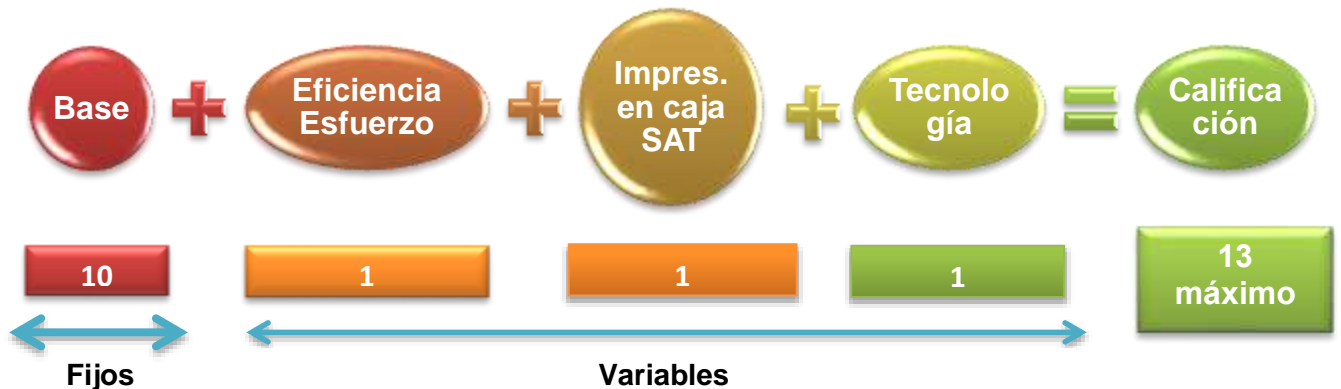 Base
Eficiencia
Esfuerzo
Impres.
en caja
SAT
Tecnolo
gía
Califica
ción
10
1
1
1
13
máximo
Fijos
Variables